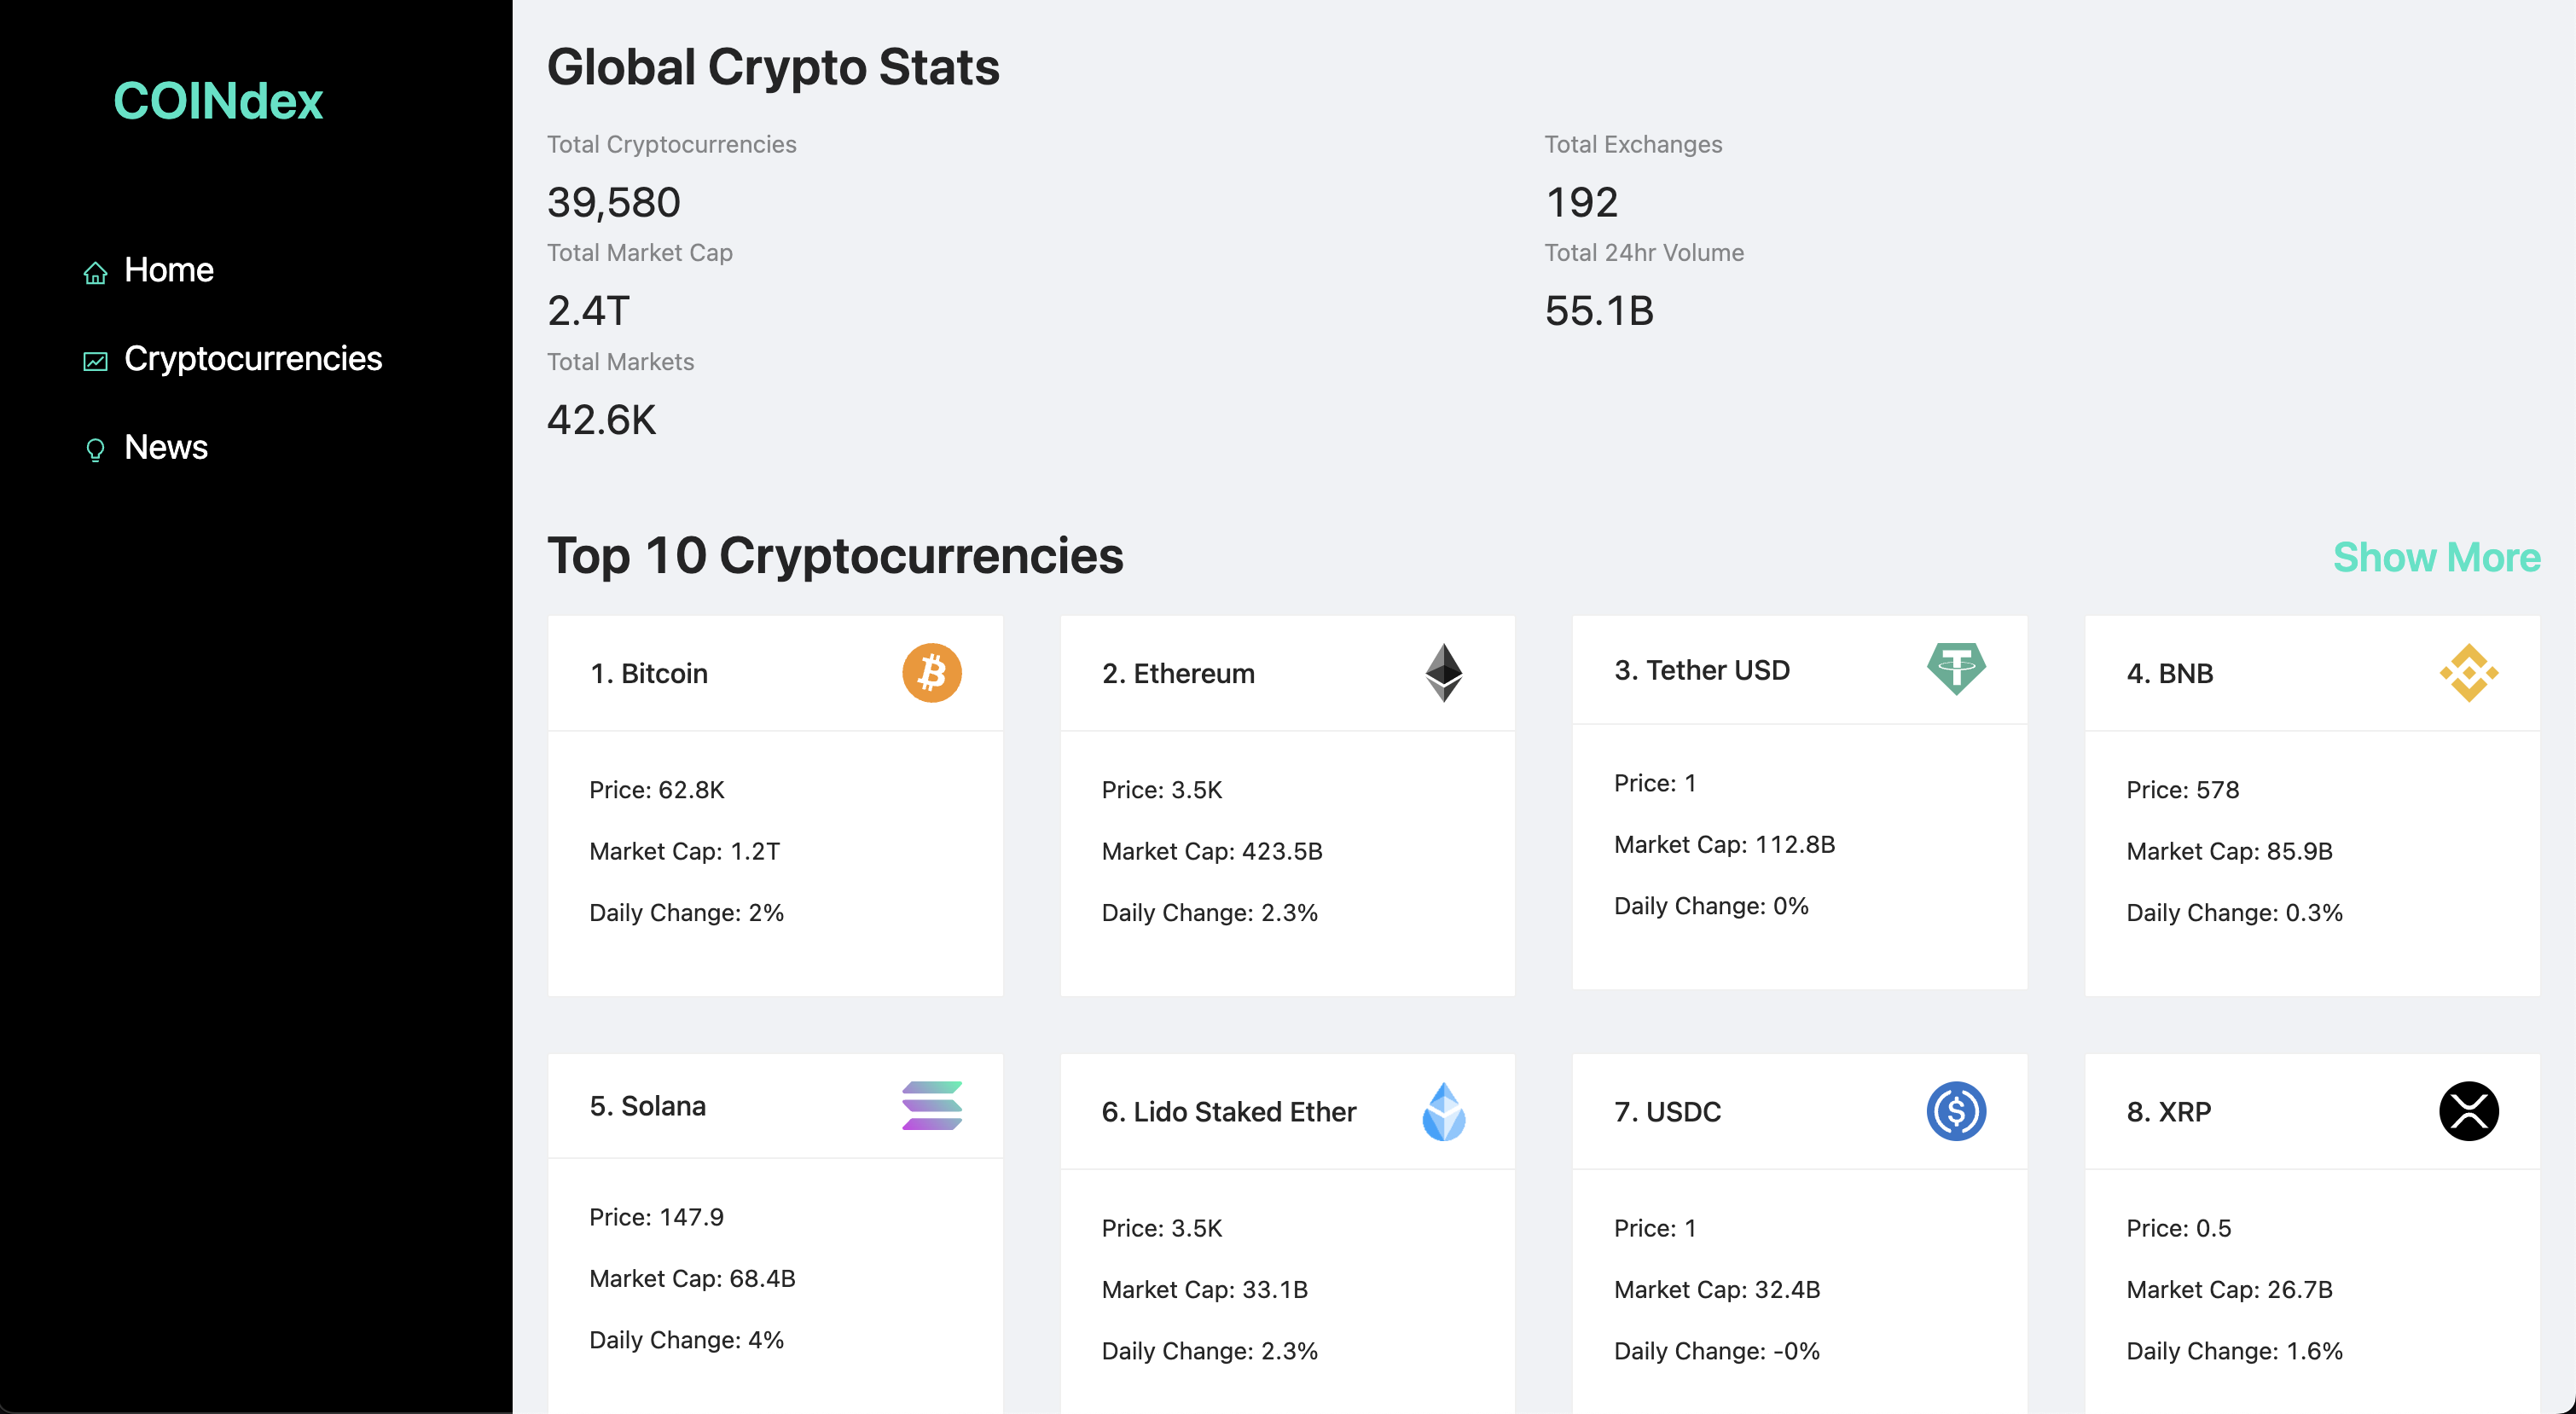 COINdex
Home
Cryptocurrencies
News
Global Crypto Stats
Total Cryptocurrencies
39,580
Total Exchanges
192
Total Market Cap
2.4T
Total 24hr Volume
55.1B
Total Markets
42.6K
Top 10 Cryptocurrencies
Show More
1. Bitcoin
Price: 62.8K
Market Cap: 1.2T
Daily Change: 2%
2. Ethereum
Price: 3.5K
Market Cap: 423.5B
Daily Change: 2.3%
3. Tether USD
Price: 1
Market Cap: 112.8B
Daily Change: 0%
4. BNB
Price: 578
Market Cap: 85.9B
Daily Change: 0.3%
5. Solana
Price: 147.9
Market Cap: 68.4B
Daily Change: 4%
6. Lido Staked Ether
Price: 3.5K
Market Cap: 33.1B
Daily Change: 2.3%
7. USDC
Price: 1
Market Cap: 32.4B
Daily Change: -0%
8. XRP
Price: 0.5
Market Cap: 26.7B
Daily Change: 1.6%